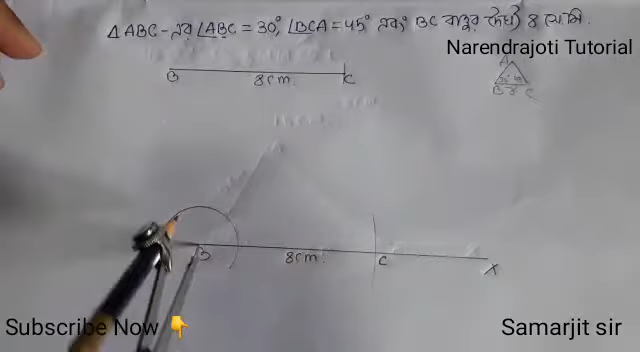 Δ ABC-এর ∠ABC = 30°, ∠BCA = 45° এবং BC বাহুর দৈর্ঘ্য 8 সেমি.
Narendrajoti Tutorial
A
B C
B 8cm. C
B 8cm. C X
Subscribe Now 👇 Samarjit sir